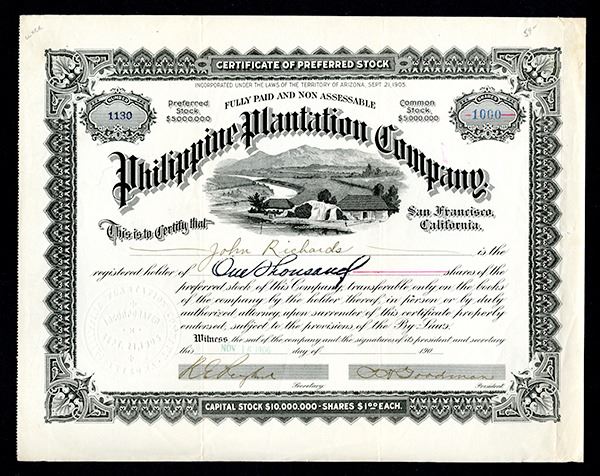 59-
CERTIFICATE OF PREFERRED STOCK
INCORPORATED UNDER THE LAWS OF THE TERRITORY OF ARIZONA, SEPT. 21, 1905.
FULLY PAID AND NON ASSESSABLE
1130
Preferred Stock $5,000,000
Common Stock $5,000,000
-1000-
Philippine Plantation Company,
San Francisco, California.
This is to Certify that John Richards is the
registered holder of One Thousand shares of the
preferred stock of this Company, transferable only on the books
of the company by the holder thereof, in person or by duly
authorized attorney, upon surrender of this certificate properly
endorsed, subject to the provisions of the By-Laws.
Witness the seal of the company and the signatures of its president and secretary
this NOV 1906 day of 190
Secretary.
Goodman
President.
CAPITAL STOCK $10,000,000 - SHARES $1.00 EACH.